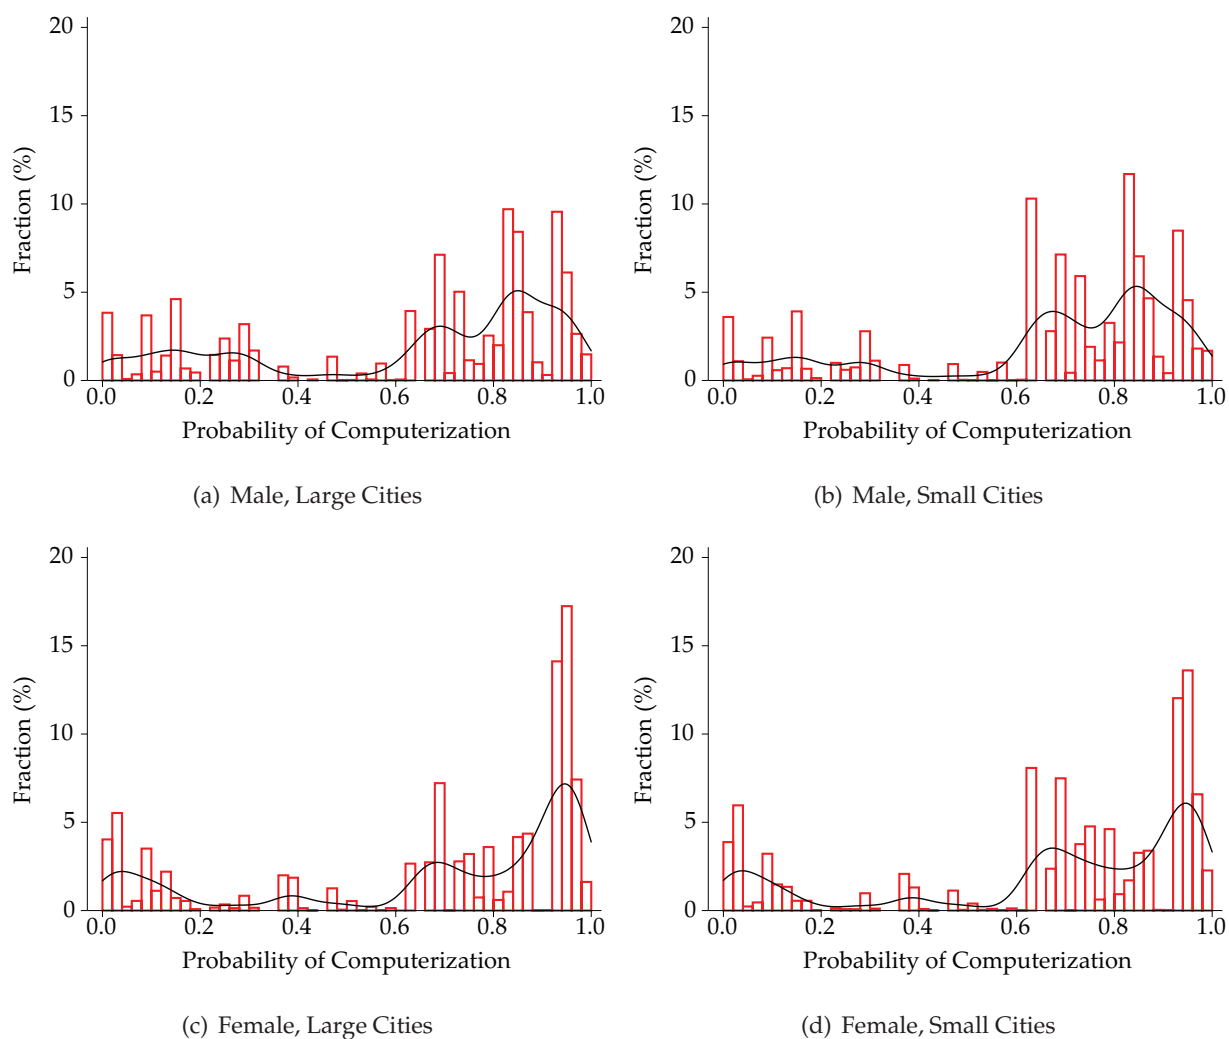 20
15
10
5
0
Fraction (%)
0.0 0.2 0.4 0.6 0.8 1.0
Probability of Computerization
(a) Male, Large Cities
20
15
10
5
0
Fraction (%)
0.0 0.2 0.4 0.6 0.8 1.0
Probability of Computerization
(b) Male, Small Cities
20
15
10
5
0
Fraction (%)
0.0 0.2 0.4 0.6 0.8 1.0
Probability of Computerization
(c) Female, Large Cities
20
15
10
5
0
Fraction (%)
0.0 0.2 0.4 0.6 0.8 1.0
Probability of Computerization
(d) Female, Small Cities